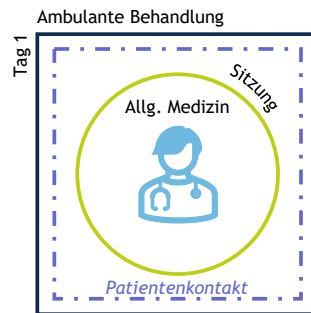 Ambulante Behandlung
Tag 1
Sitzung
Allg. Medizin
Patientenkontakt